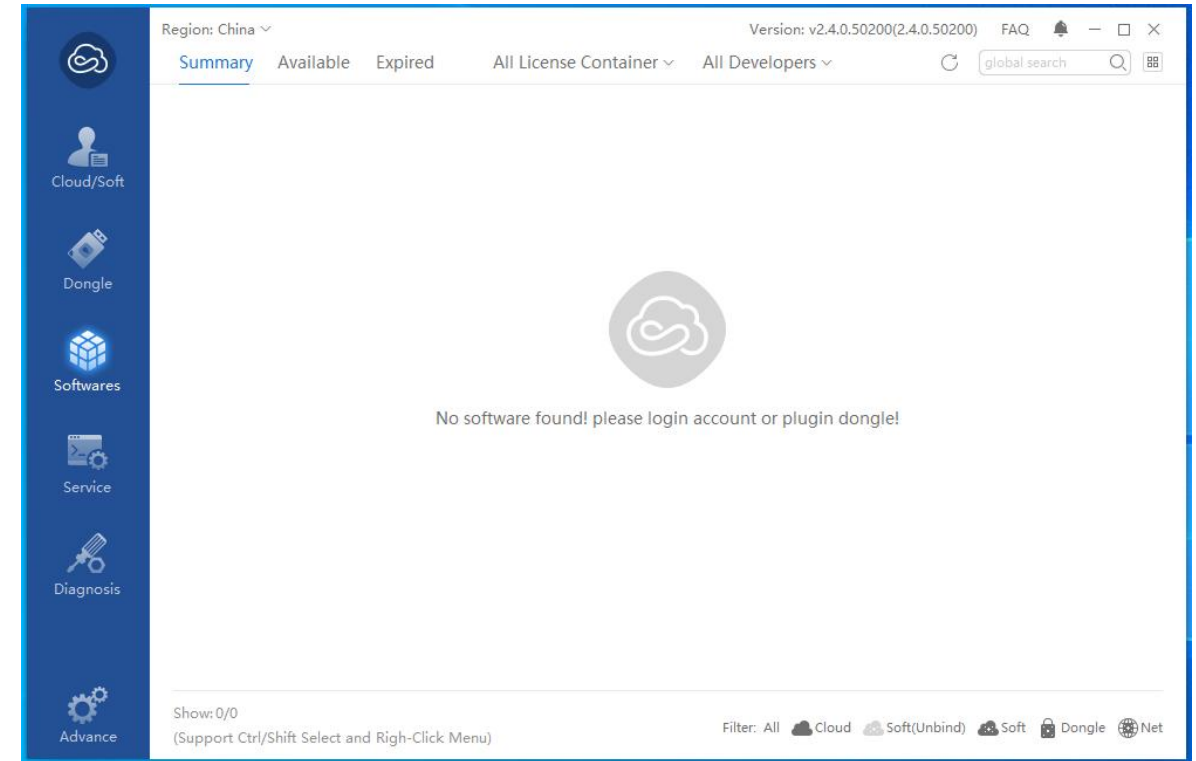 Region: China
Version: v2.4.0.50200(2.4.0.50200) FAQ
Summary Available Expired All License Container All Developers global search
Cloud/Soft
Dongle
Softwares
Service
Diagnosis
Advance
No software found! please login account or plugin dongle!
Show: 0/0
(Support Ctrl/Shift Select and Righ-Click Menu)
Filter: All Cloud Soft(Unbind) Soft Dongle Net